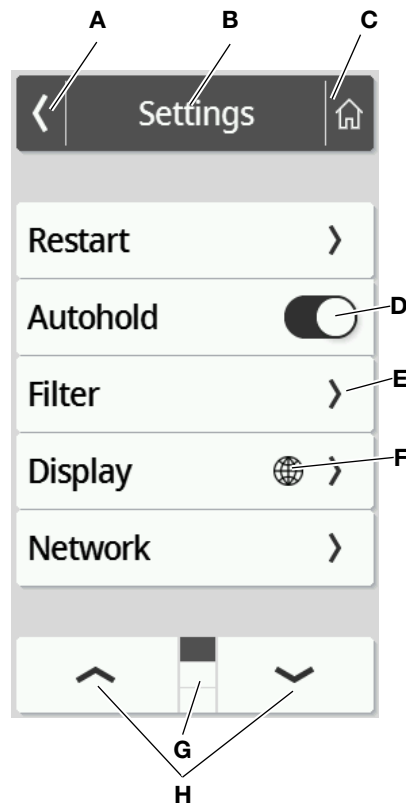 A B C
Settings
Restart
Autohold
D
Filter
E
Display
F
Network
G
H